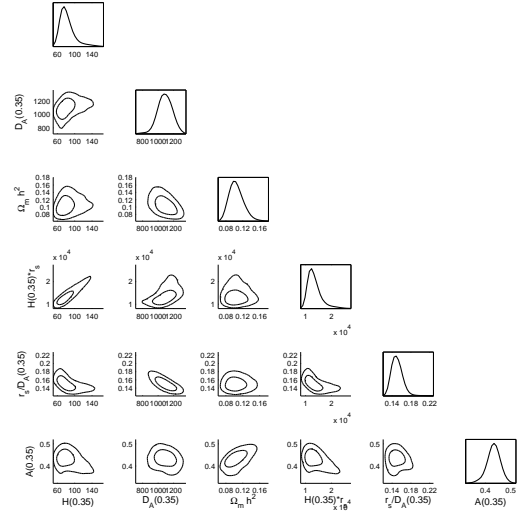 60 100 140
D_A(0.35)
1200
1000
800
60 100 140
800 1000 1200
Ω_m h^2
0.18
0.16
0.14
0.12
0.1
0.08
60 100 140
0.18
0.16
0.14
0.12
0.1
0.08
800 1000 1200
0.08 0.12 0.16
H(0.35)*r_s
x 10^4
2
1
60 100 140
x 10^4
2
1
800 1000 1200
x 10^4
2
1
0.08 0.12 0.16
1 2
x 10^4
r_s/D_A(0.35)
0.22
0.2
0.18
0.16
0.14
60 100 140
0.22
0.2
0.18
0.16
0.14
800 1000 1200
0.22
0.2
0.18
0.16
0.14
0.08 0.12 0.16
0.22
0.2
0.18
0.16
0.14
1 2
x 10^4
0.14 0.18 0.22
A(0.35)
0.5
0.4
60 100 140
H(0.35)
0.5
0.4
800 1000 1200
D_A(0.35)
0.5
0.4
0.08 0.12 0.16
Ω_m h^2
0.5
0.4
1 2
H(0.35)*r_s
x 10^4
0.5
0.4
0.14 0.18 0.22
r_s/D_A(0.35)
0.4 0.5
A(0.35)